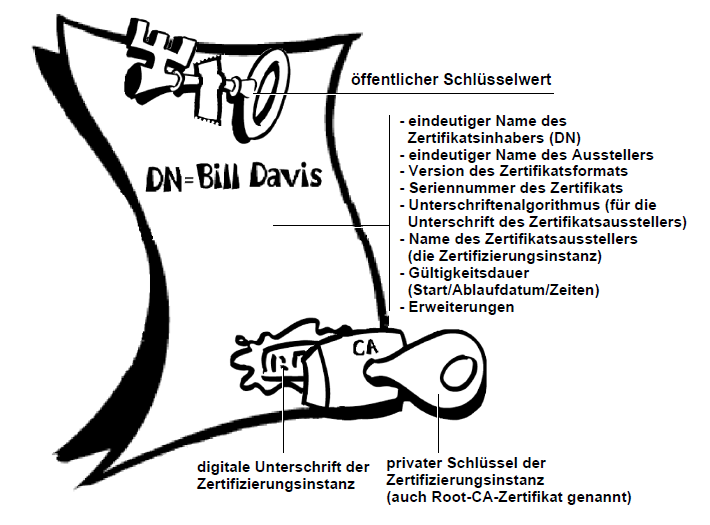 öffentlicher Schlüsselwert
- eindeutiger Name des
Zertifikatsinhabers (DN)
- eindeutiger Name des Ausstellers
- Version des Zertifikatsformats
- Seriennummer des Zertifikats
- Unterschriftenalgorithmus (für die
Unterschrift des Zertifikatsausstellers)
- Name des Zertifikatsausstellers
(die Zertifizierungsinstanz)
- Gültigkeitsdauer
(Start/Ablaufdatum/Zeiten)
- Erweiterungen
DN=Bill Davis
CA
digitale Unterschrift der
Zertifizierungsinstanz
privater Schlüssel der
Zertifizierungsinstanz
(auch Root-CA-Zertifikat genannt)